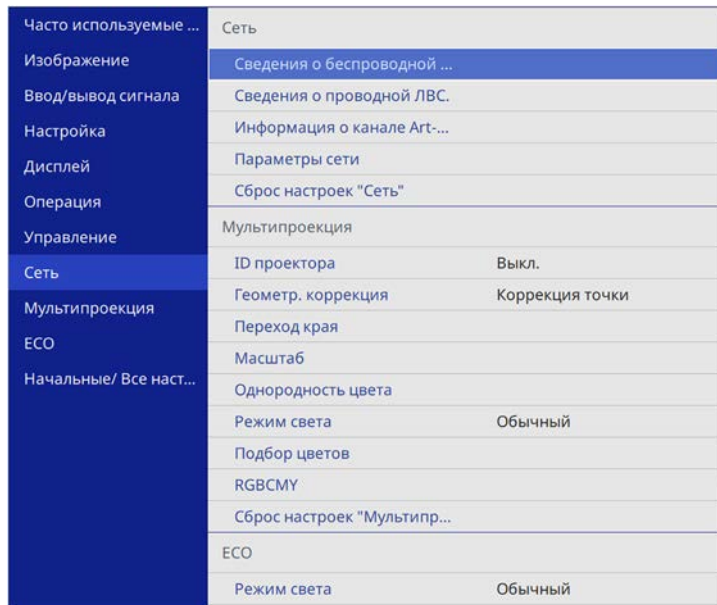 Часто используемые ...
Изображение
Ввод/вывод сигнала
Настройка
Дисплей
Операция
Управление
Сеть
Мультипроекция
ECO
Начальные/ Все наст...
Сеть
Сведения о беспроводной ...
Сведения о проводной ЛВС.
Информация о канале Art-...
Параметры сети
Сброс настроек "Сеть"
Мультипроекция
ID проектора Выкл.
Геометр. коррекция Коррекция точки
Переход края
Масштаб
Однородность цвета
Режим света Обычный
Подбор цветов
RGBCMY
Сброс настроек "Мультипр...
ECO
Режим света Обычный